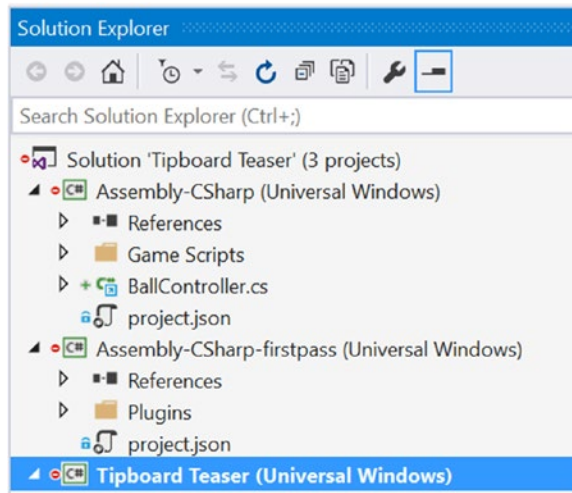 Solution Explorer
Search Solution Explorer (Ctrl+;)
Solution 'Tipboard Teaser' (3 projects)
C# Assembly-CSharp (Universal Windows)
References
Game Scripts
C# BallController.cs
project.json
C# Assembly-CSharp-firstpass (Universal Windows)
References
Plugins
project.json
C# Tipboard Teaser (Universal Windows)